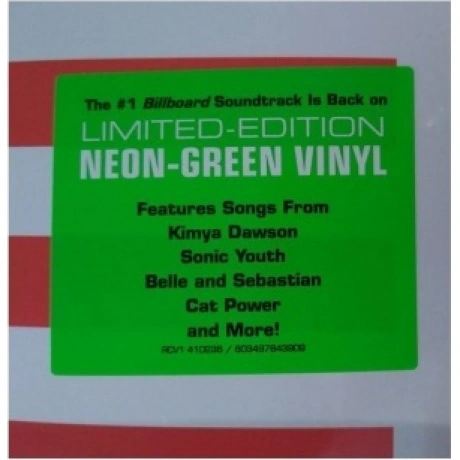 The #1 Billboard Soundtrack Is Back on
LIMITED-EDITION
NEON-GREEN VINYL
Features Songs From
Kimya Dawson
Sonic Youth
Belle and Sebastian
Cat Power
and More!